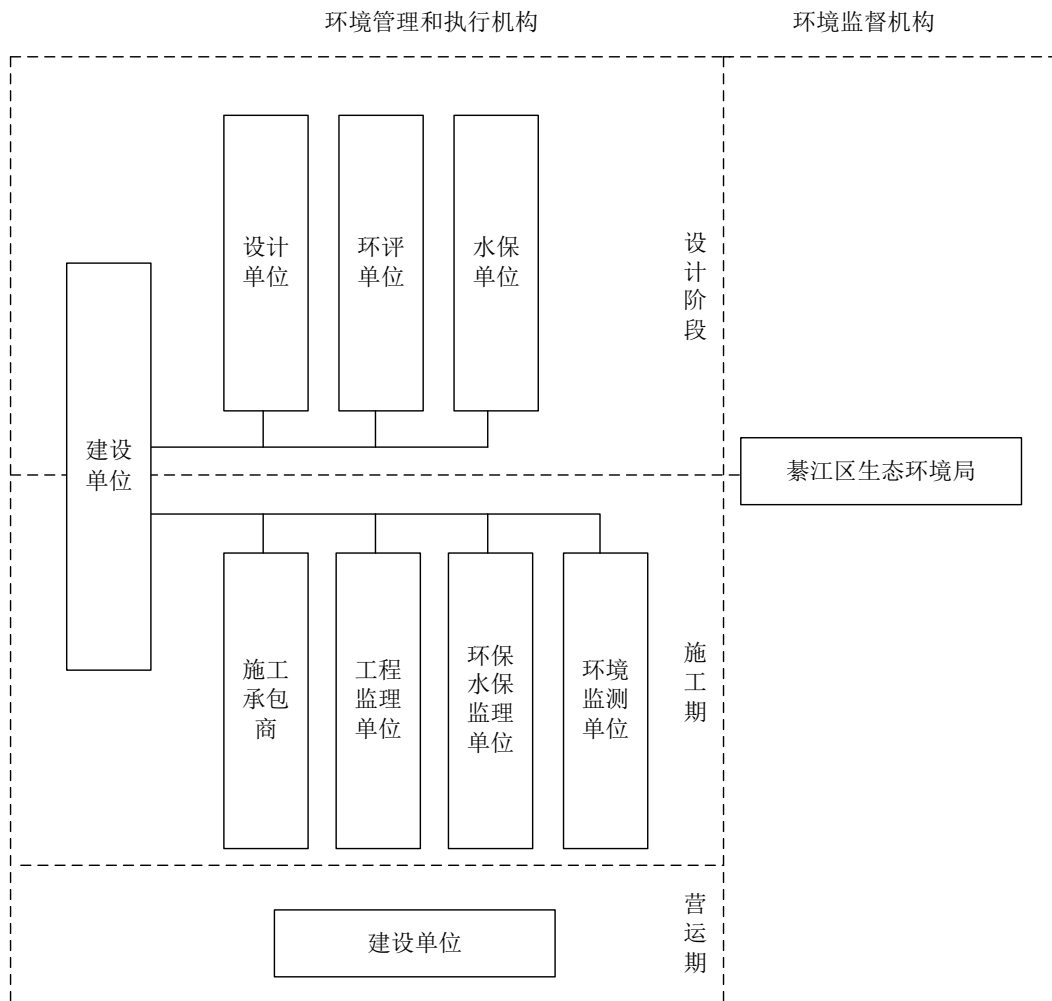 环境管理和执行机构
环境监督机构
设计
单位
环评
单位
水保
单位
设
计
阶
段
建设
单位
綦江区生态环境局
施工
承包
商
工程
监理
单位
环保
水保
监理
单位
环境
监测
单位
施
工
期
建设单位
营
运
期